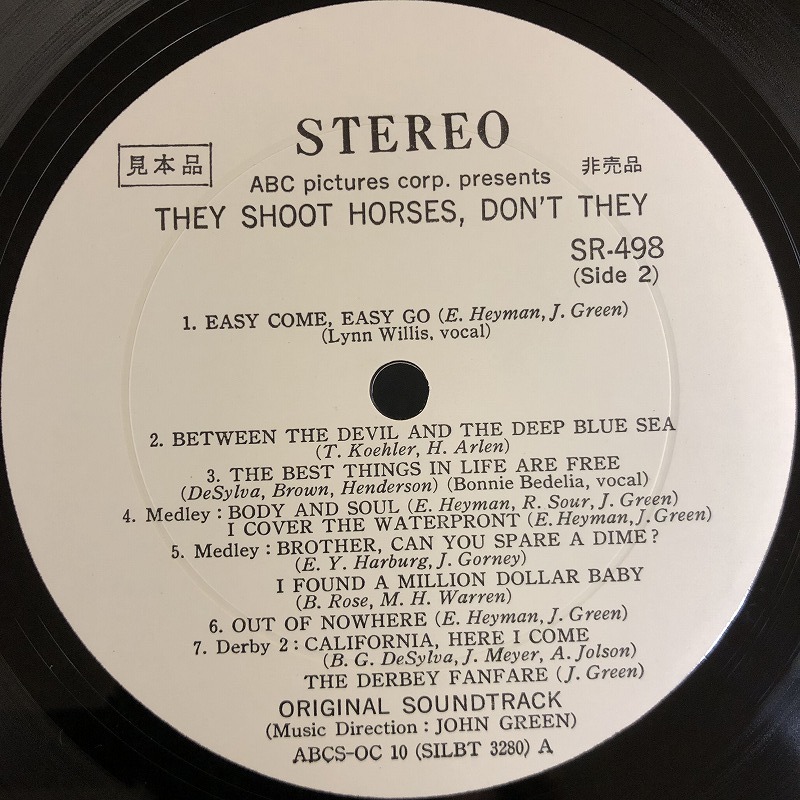 STEREO
見本品
ABC pictures corp. presents
非売品
THEY SHOOT HORSES, DON'T THEY
SR-498
(Side 2)
1. EASY COME, EASY GO (E. Heyman, J. Green)
(Lynn Willis, vocal)
2. BETWEEN THE DEVIL AND THE DEEP BLUE SEA
(T. Koehler, H. Arlen)
3. THE BEST THINGS IN LIFE ARE FREE
(DeSylva, Brown, Henderson) (Bonnie Bedelia, vocal)
4. Medley : BODY AND SOUL (E. Heyman, R. Sour, J. Green)
I COVER THE WATERPRONT (E. Heyman, J. Green)
5. Medley : BROTHER, CAN YOU SPARE A DIME?
(E. Y. Harburg, J. Gorney)
I FOUND A MILLION DOLLAR BABY
(B. Rose, M. H. Warren)
6. OUT OF NOWHERE (E. Heyman, J. Green)
7. Derby 2 : CALIFORNIA, HERE I COME
(B. G. DeSylva, J. Meyer, A. Jolson)
THE DERBEY FANFARE (J. Green)
ORIGINAL SOUNDTRACK
(Music Direction : JOHN GREEN)
ABCS-OC 10 (SILBT 3280) A